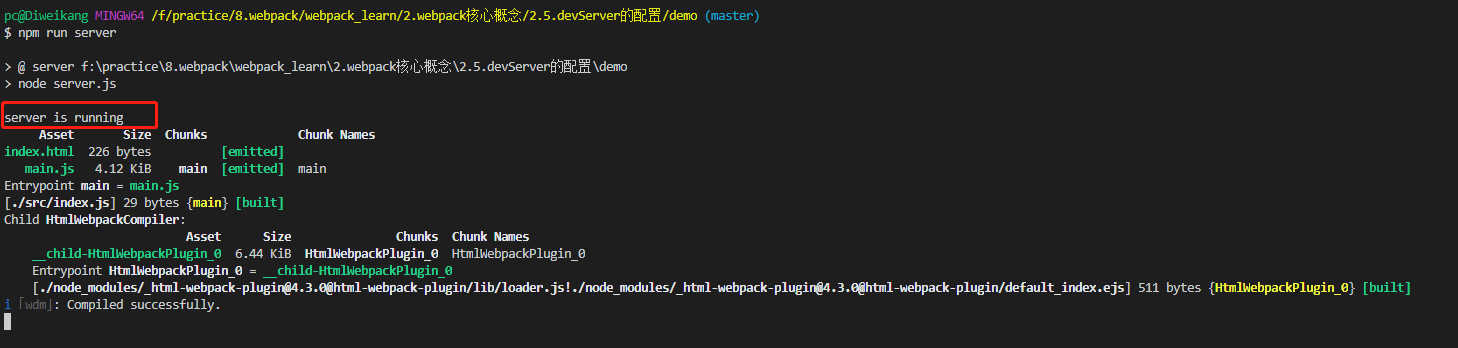 pc@Diweikang MINGW64 /f/practice/8.webpack/webpack_learn/2.webpack核心概念/2.5.devServer的配置/demo (master)
$ npm run server
> @ server f:\practice\8.webpack\webpack_learn\2.webpack核心概念\2.5.devServer的配置\demo
> node server.js
server is running
Asset Size Chunks Chunk Names
index.html 226 bytes [emitted]
main.js 4.12 KiB main [emitted] main
Entrypoint main = main.js
[./src/index.js] 29 bytes {main} [built]
Child HtmlWebpackCompiler:
Asset Size Chunks Chunk Names
__child-HtmlWebpackPlugin_0 6.44 KiB HtmlWebpackPlugin_0 HtmlWebpackPlugin_0
Entrypoint HtmlWebpackPlugin_0 = __child-HtmlWebpackPlugin_0
[./node_modules/_html-webpack-plugin@4.3.0@html-webpack-plugin/lib/loader.js!./node_modules/_html-webpack-plugin@4.3.0@html-webpack-plugin/default_index.ejs] 511 bytes {HtmlWebpackPlugin_0} [built]
i ｢wdm｣: Compiled successfully.